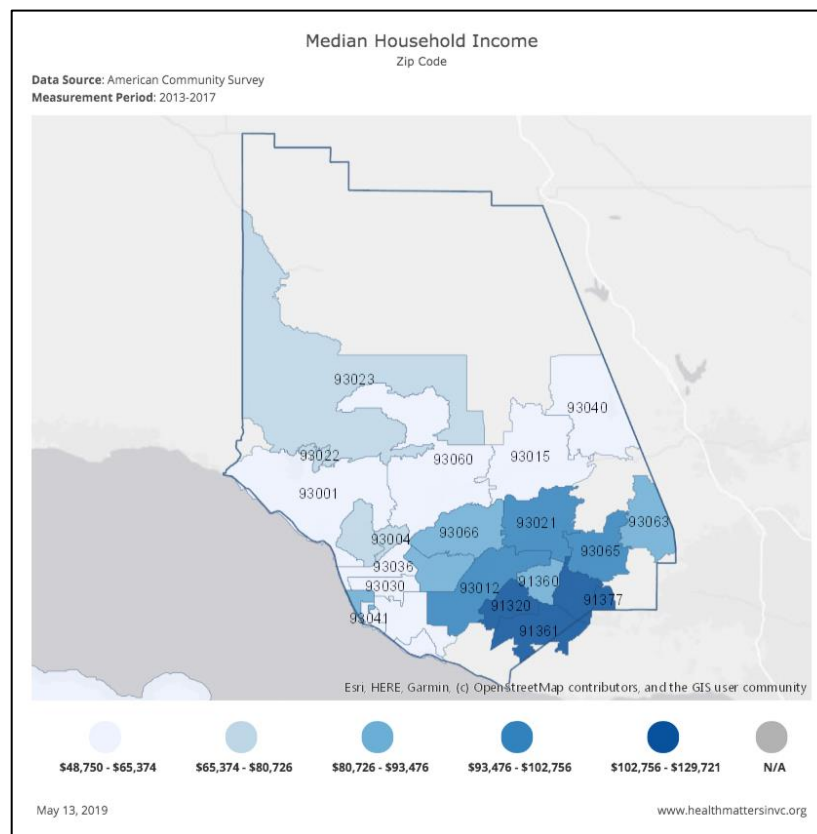 Median Household Income
Zip Code
Data Source: American Community Survey
Measurement Period: 2013-2017
93023
93040
93022
93060
93015
93001
93004
93066
93021
93063
93036
93065
93030
93012
91360
93041
91320
91377
91361
Esri, HERE, Garmin, (c) OpenStreetMap contributors, and the GIS user community
$48,750 - $65,374
$65,374 - $80,726
$80,726 - $93,476
$93,476 - $102,756
$102,756 - $129,721
N/A
May 13, 2019
www.healthmattersinvc.org